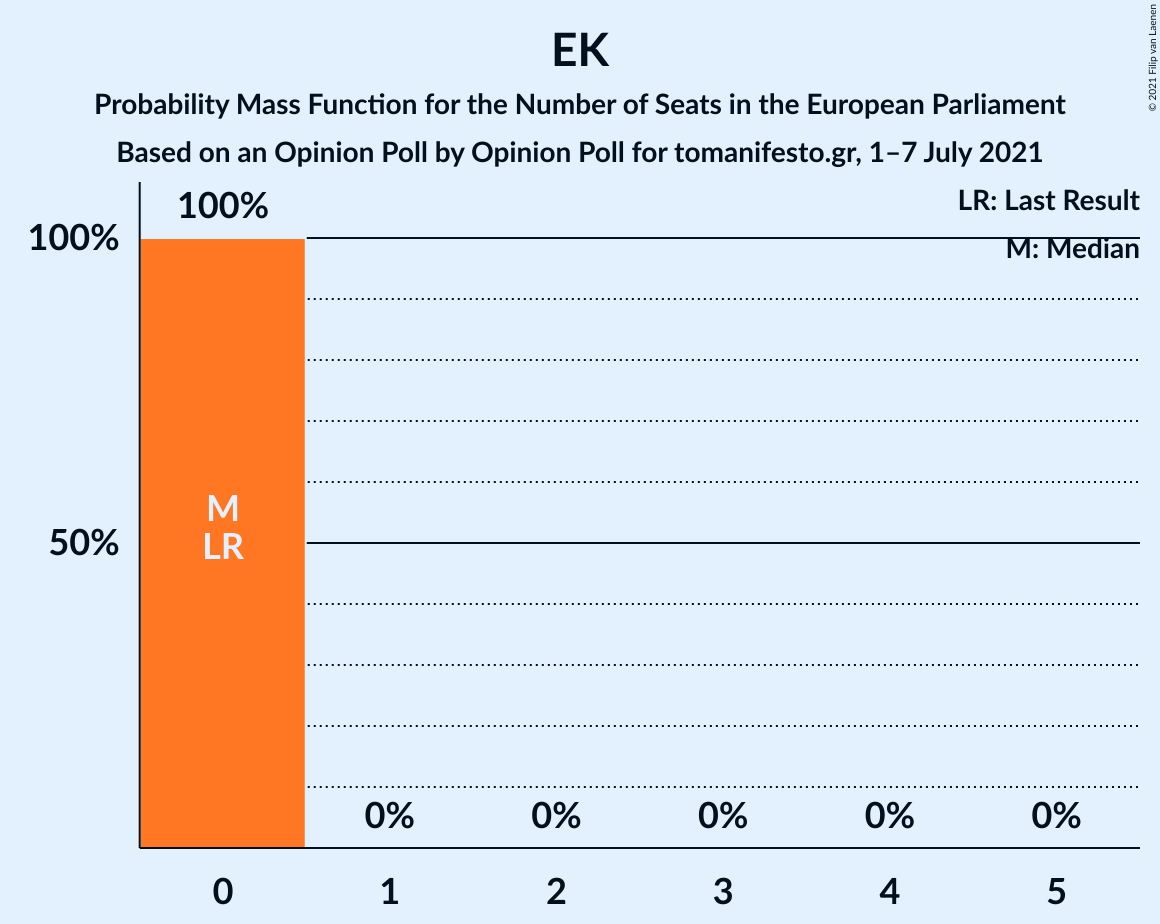 EK
Probability Mass Function for the Number of Seats in the European Parliament
Based on an Opinion Poll by Opinion Poll for tomanifesto.gr, 1–7 July 2021
© 2021 Filip van Laenen
LR: Last Result
M: Median
100%
100%
50%
M
LR
0% 0% 0% 0% 0%
0 1 2 3 4 5